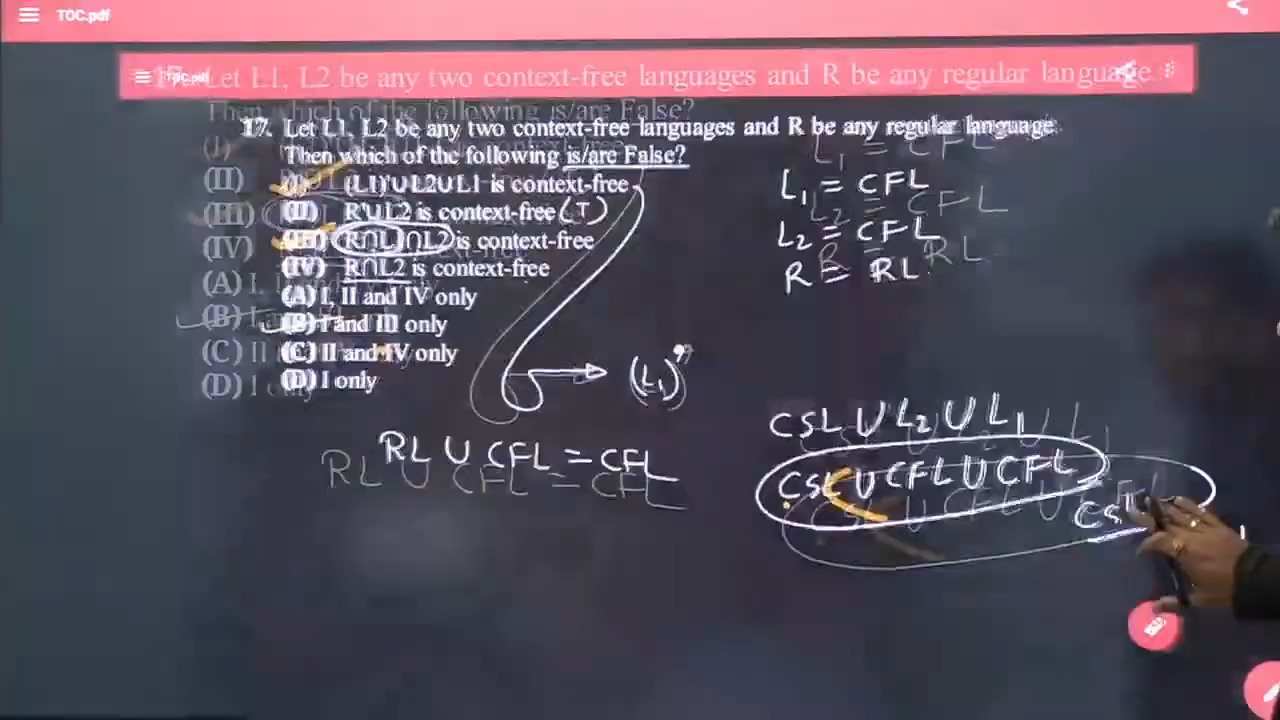 TOC.pdf
TOC.pdf
17. Let L1, L2 be any two context-free languages and R be any regular language.
Then which of the following is/are False?
(I) (L1)'∪L2∪L1 is context-free
(II) R'∪L2 is context-free (T)
(III) (R∩L1)∩L2 is context-free
(IV) R∩L2 is context-free
(A) I, II and IV only
(B) I and III only
(C) II and IV only
(D) I only
L1 = CFL
L2 = CFL
R = RL
(L1)'
RL ∪ CFL = CFL
CSL ∪ L2 ∪ L1
CSL ∪ CFL ∪ CFL